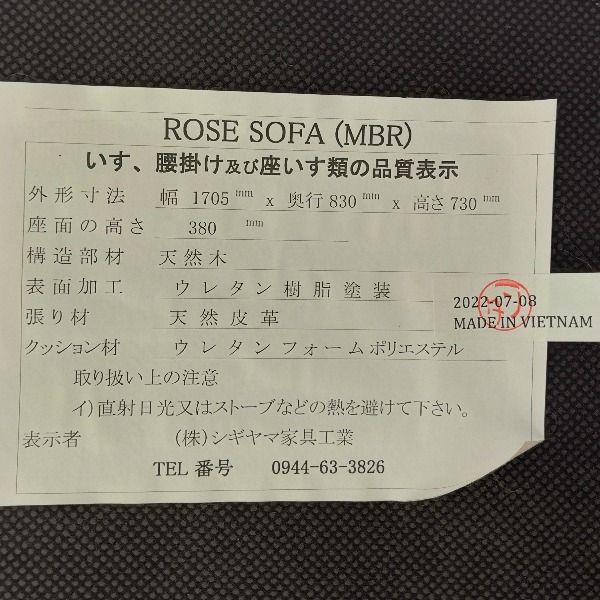 ROSE SOFA (MBR)
いす、腰掛け及び座いす類の品質表示
外形寸法 幅 1705 mm x 奥行 830 mm x 高さ 730 mm
座面の高さ 380 mm
構造部材 天然木
表面加工 ウレタン樹脂塗装
張り材 天然皮革
クッション材 ウレタンフォームポリエステル
取り扱い上の注意
イ)直射日光又はストーブなどの熱を避けて下さい。
表示者 (株)シギヤマ家具工業
TEL 番号 0944-63-3826
2022-07-08
MADE IN VIETNAM